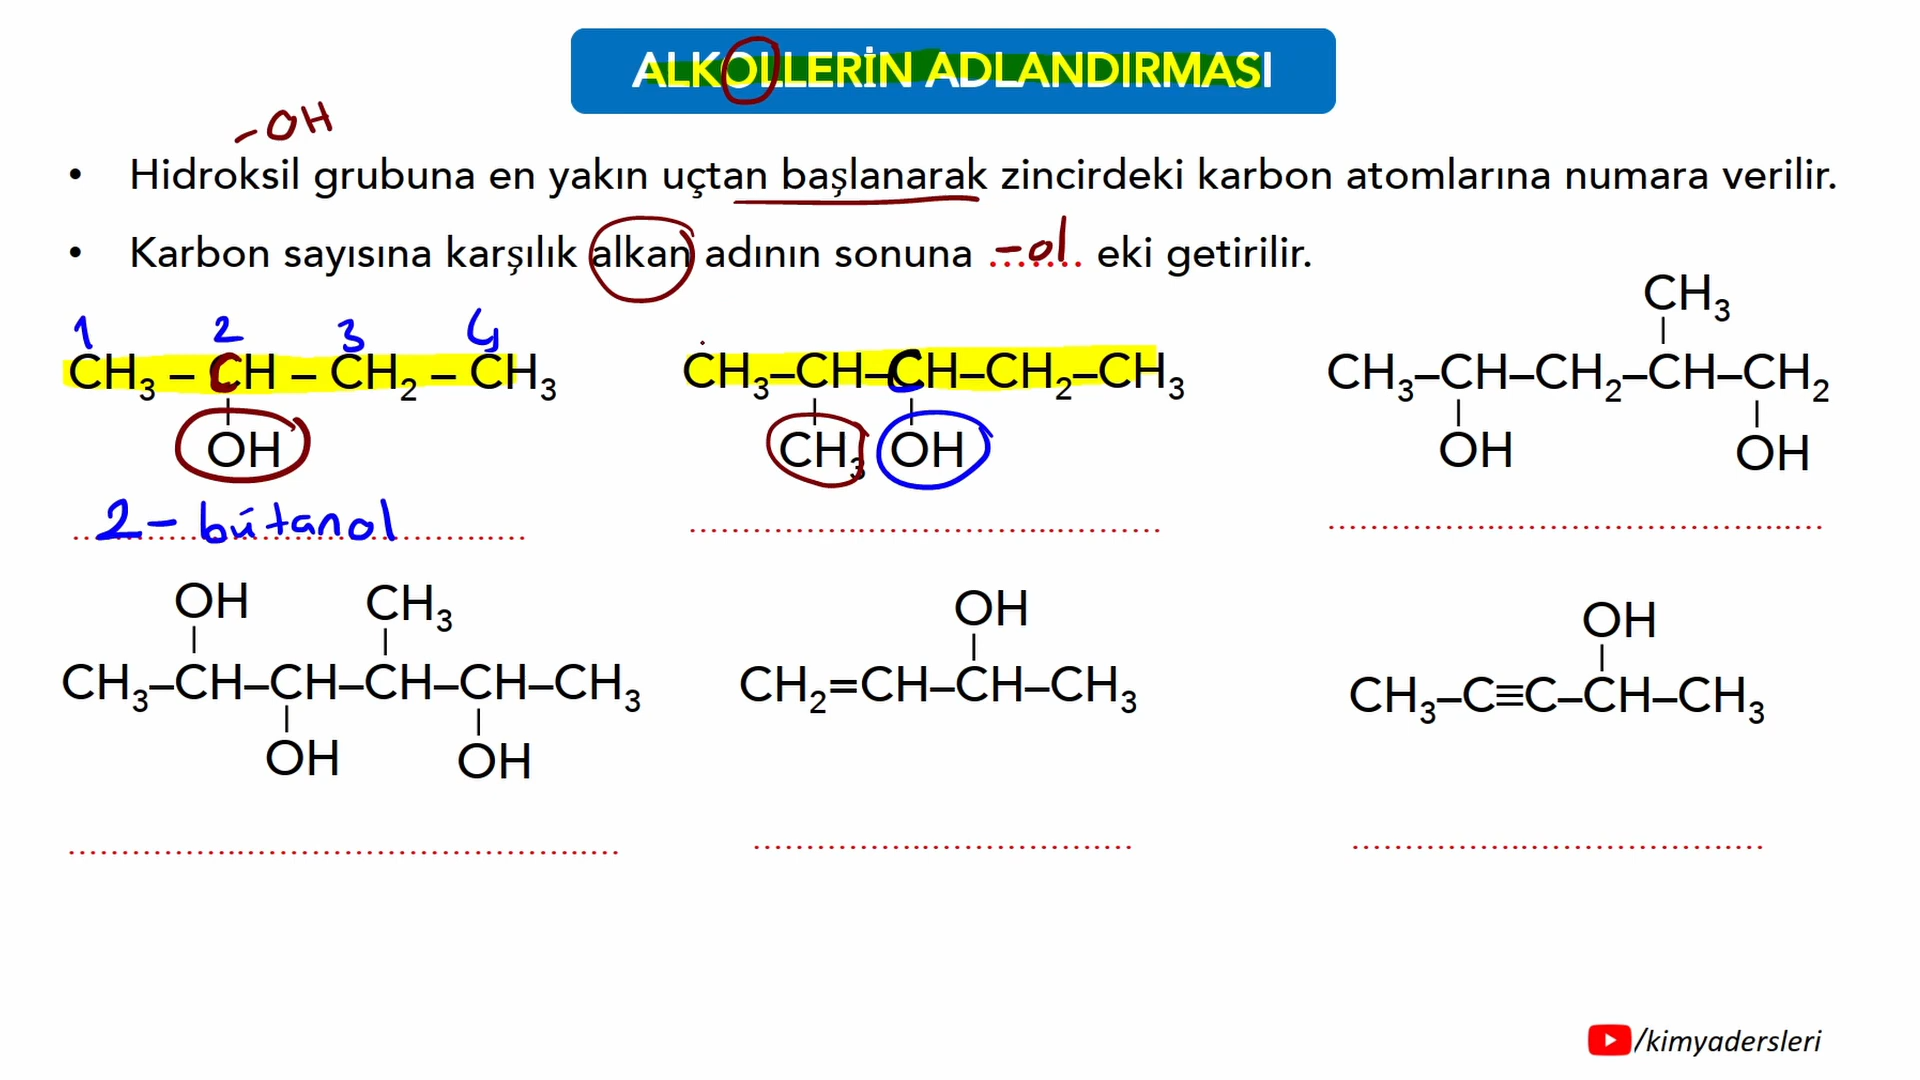 ALKOLLERİN ADLANDIRMASI
-OH
• Hidroksil grubuna en yakın uçtan başlanarak zincirdeki karbon atomlarına numara verilir.
• Karbon sayısına karşılık alkan adının sonuna -ol eki getirilir.
1 2 3 4
CH₃ – CH – CH₂ – CH₃
OH
2- bütanol
CH₃–CH–CH–CH₂–CH₃
CH₃ OH
CH₃
CH₃–CH–CH₂–CH–CH₂
OH OH
OH CH₃
CH₃–CH–CH–CH–CH–CH₃
OH OH
OH
CH₂=CH–CH–CH₃
OH
CH₃–C≡C–CH–CH₃
/kimyadersleri